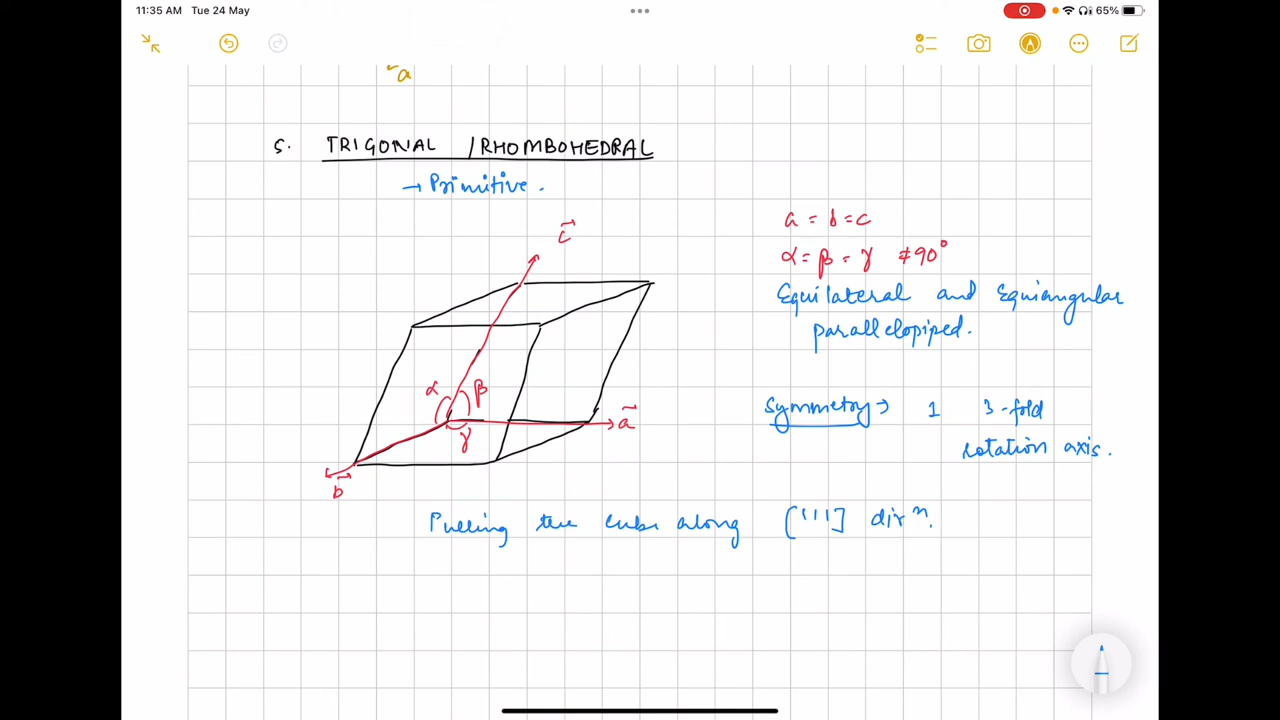 11:35 AM Tue 24 May
65%
a
5. TRIGONAL /RHOMBOHEDRAL
→ Primitive.
a = b = c
α = β = γ ≠ 90°
Equilateral and Equiangular
parallelopiped.
c⃗
α β
γ
a⃗
b⃗
Symmetry → 1 3-fold
rotation axis.
Pulling the cube along [111] dirⁿ.